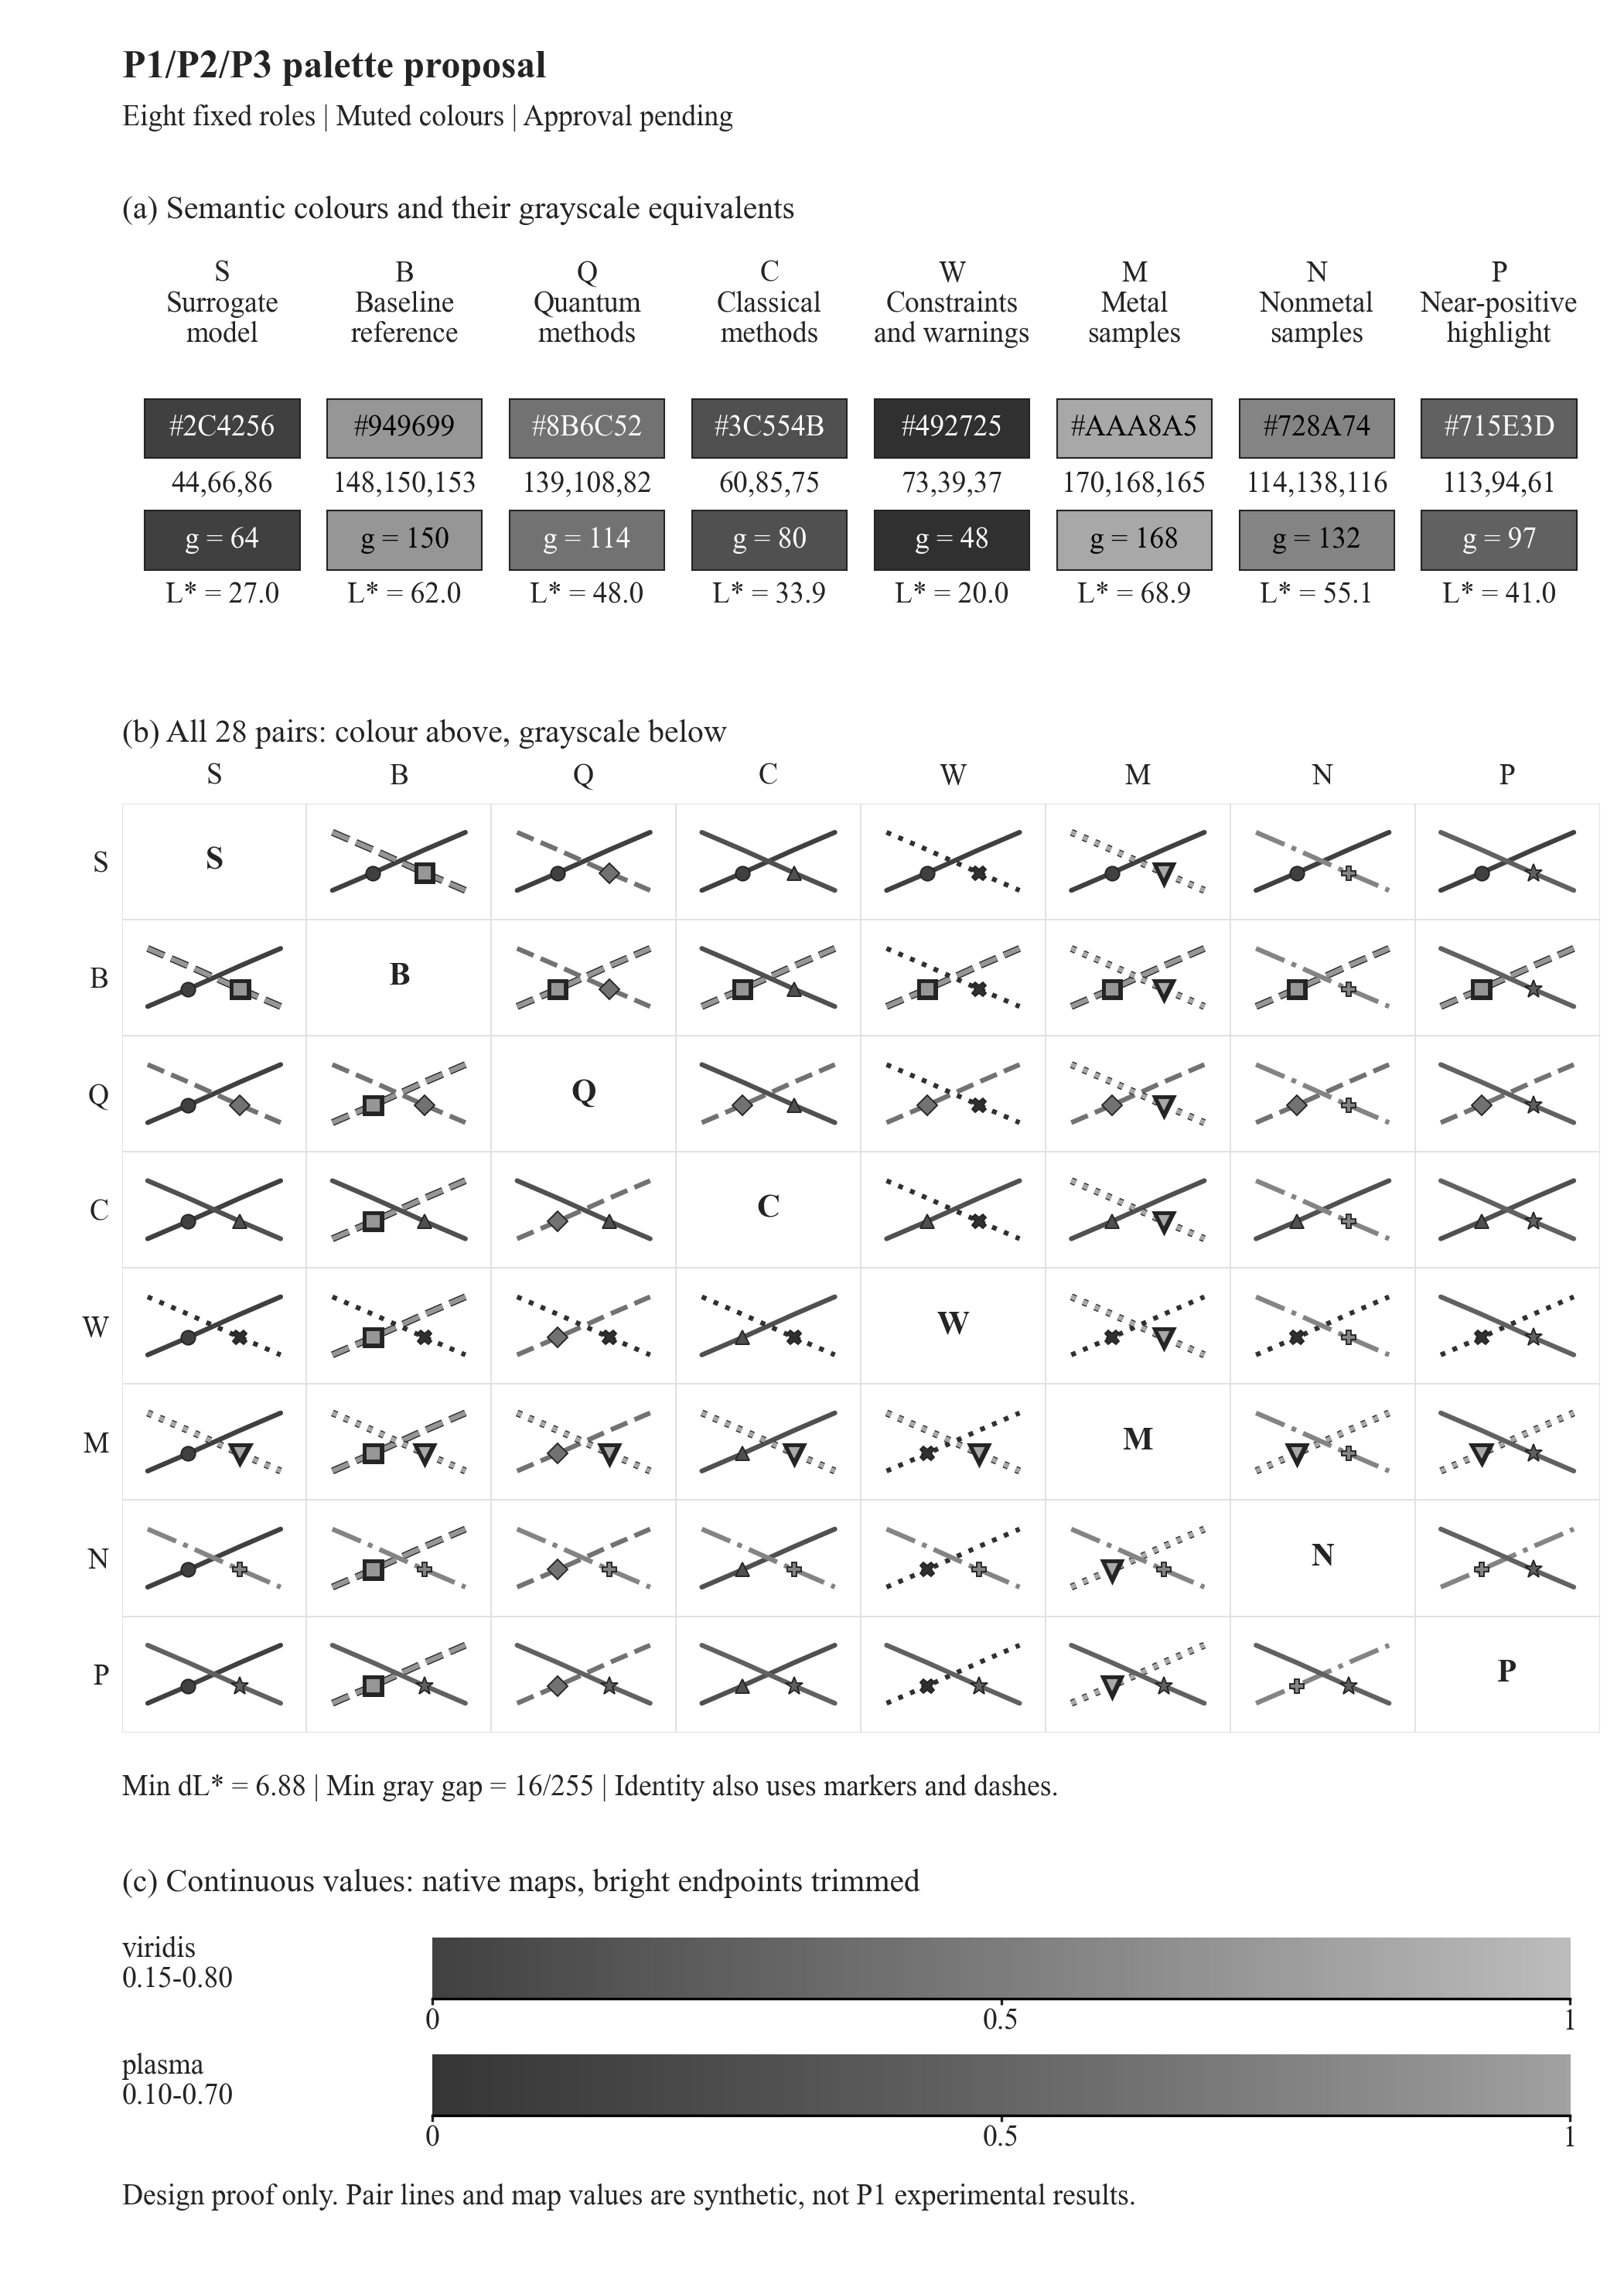 P1/P2/P3 palette proposal
Eight fixed roles | Muted colours | Approval pending
(a) Semantic colours and their grayscale equivalents
S B Q C W M N P
Surrogate Baseline Quantum Classical Constraints Metal Nonmetal Near-positive
model reference methods methods and warnings samples samples highlight
#2C4256 #949699 #8B6C52 #3C554B #492725 #AAA8A5 #728A74 #715E3D
44,66,86 148,150,153 139,108,82 60,85,75 73,39,37 170,168,165 114,138,116 113,94,61
g = 64 g = 150 g = 114 g = 80 g = 48 g = 168 g = 132 g = 97
L* = 27.0 L* = 62.0 L* = 48.0 L* = 33.9 L* = 20.0 L* = 68.9 L* = 55.1 L* = 41.0
(b) All 28 pairs: colour above, grayscale below
S B Q C W M N P
S S
B B
Q Q
C C
W W
M M
N N
P P
Min dL* = 6.88 | Min gray gap = 16/255 | Identity also uses markers and dashes.
(c) Continuous values: native maps, bright endpoints trimmed
viridis
0.15-0.80
0 0.5 1
plasma
0.10-0.70
0 0.5 1
Design proof only. Pair lines and map values are synthetic, not P1 experimental results.